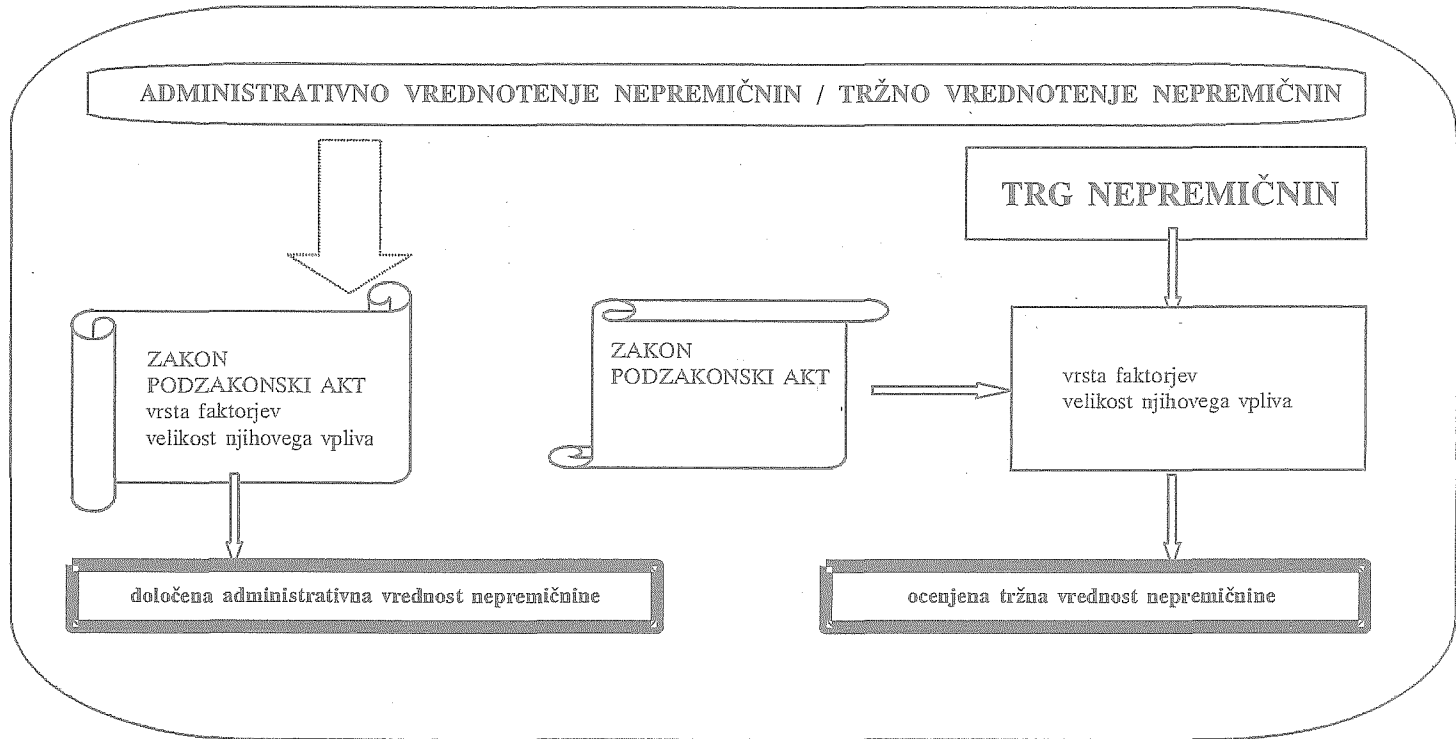 ADMINISTRATIVNO VREDNOTENJE NEPREMIČNIN / TRŽNO VREDNOTENJE NEPREMIČNIN
TRG NEPREMIČNIN
ZAKON
PODZAKONSKI AKT
vrsta faktorjev
velikost njihovega vpliva
ZAKON
PODZAKONSKI AKT
vrsta faktorjev
velikost njihovega vpliva
določena administrativna vrednost nepremičnine
ocenjena tržna vrednost nepremičnine